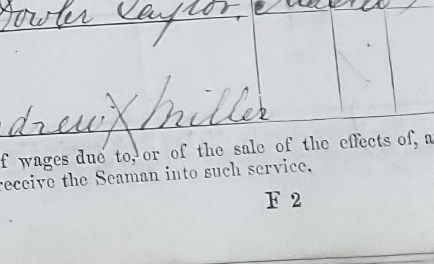 Fowler Taylor.
drew X Miller
f wages due to, or of the sale of the effects of, a
receive the Seaman into such service.
F 2